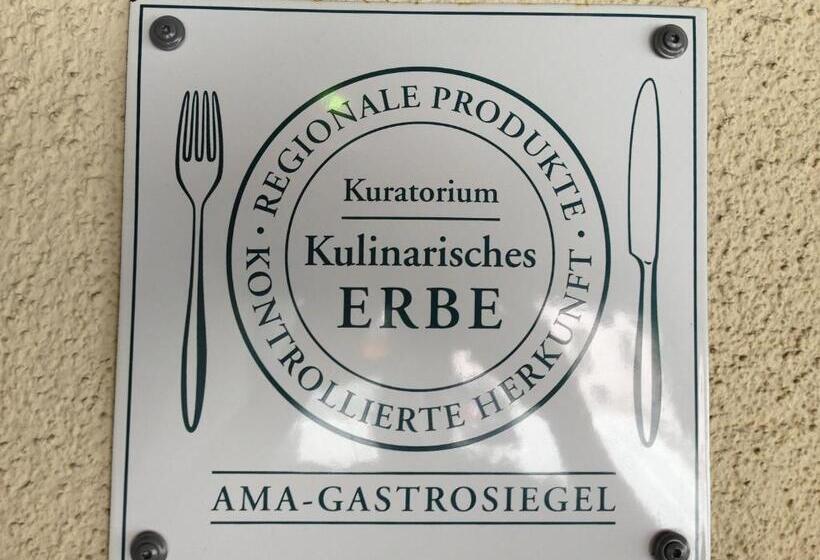 · REGIONALE PRODUKTE ·
Kuratorium
Kulinarisches
ERBE
KONTROLLIERTE HERKUNFT
AMA-GASTROSIEGEL